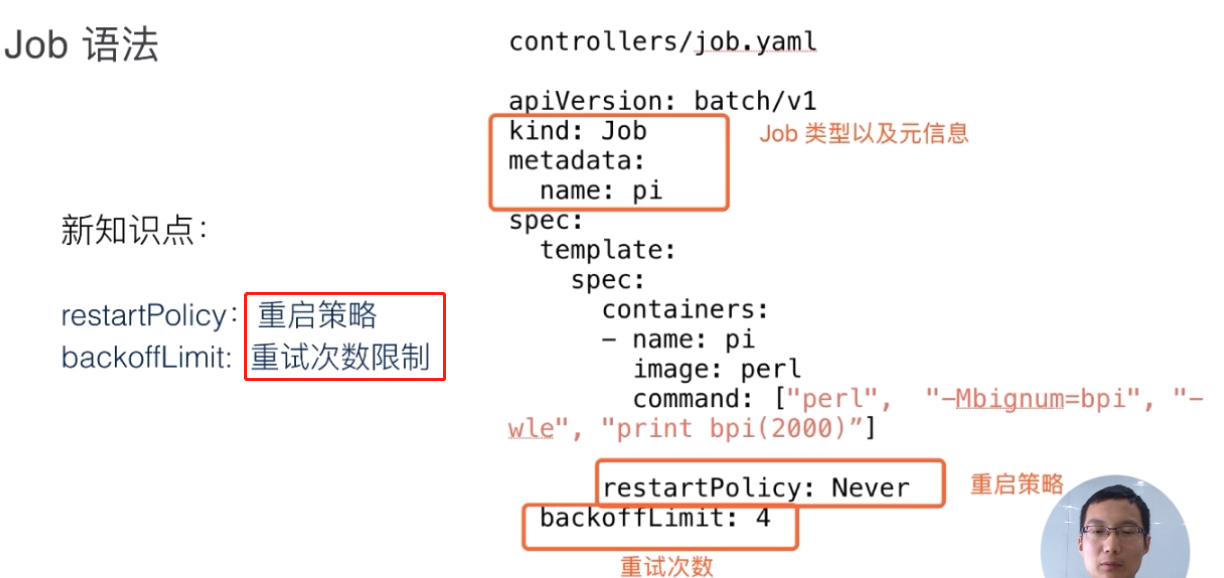 Job 语法
新知识点：
restartPolicy：重启策略
backoffLimit: 重试次数限制
controllers/job.yaml
apiVersion: batch/v1
kind: Job
metadata:
  name: pi
Job 类型以及元信息
spec:
  template:
    spec:
      containers:
      – name: pi
        image: perl
        command: ["perl",  "–Mbignum=bpi", "–
wle", "print bpi(2000)”]
      restartPolicy: Never
重启策略
  backoffLimit: 4
重试次数